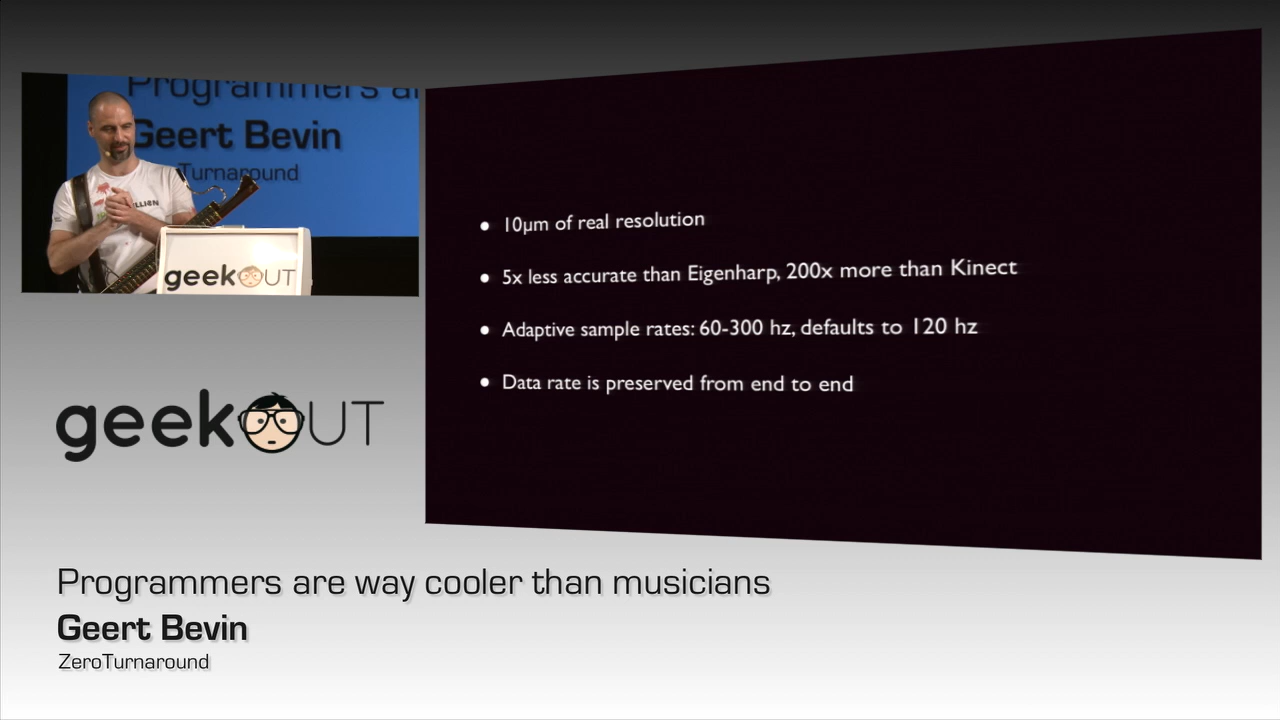 Programmers a
Geert Bevin
Turnaround
geekOUT
• 10μm of real resolution
• 5x less accurate than Eigenharp, 200x more than Kinect
• Adaptive sample rates: 60-300 hz, defaults to 120 hz
• Data rate is preserved from end to end
geekOUT
Programmers are way cooler than musicians
Geert Bevin
ZeroTurnaround